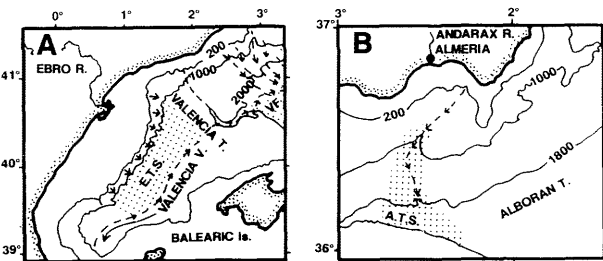 0° 1° 2° 3°
A
41°
40°
39°
EBRO R.
200
1000
2000
VALENCIA T.
VF
E.T.S.
VALENCIA V.
BALEARIC Is.
3° 2°
37°
36°
B
ANDARAX R.
ALMERIA
200
1000
1800
ALBORAN T.
A.T.S.